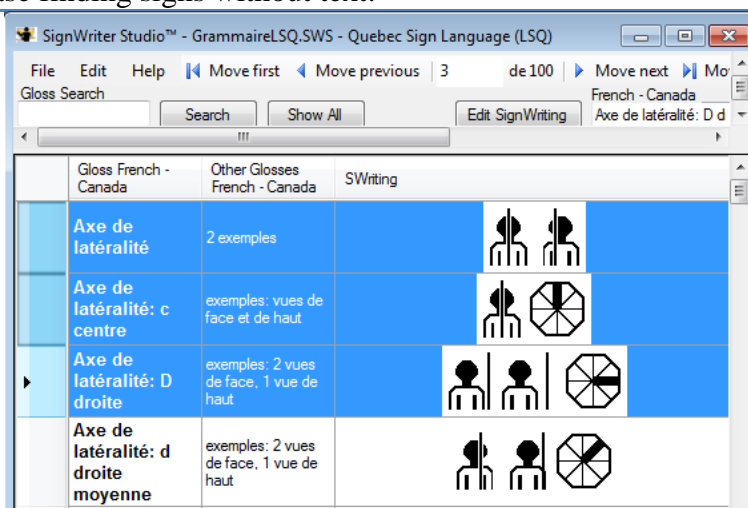 SignWriter Studio™ - GrammaireLSQ.SWS - Quebec Sign Language (LSQ)
File Edit Help Move first Move previous 3 de 100 Move next
Gloss Search
French - Canada
Search Show All Edit SignWriting Axe de latéralité: D d
Gloss French -
Canada
Other Glosses
French - Canada
SWriting
Axe de
latéralité
2 exemples
Axe de
latéralité: c
centre
exemples: vues de
face et de haut
Axe de
latéralité: D
droite
exemples: 2 vues
de face, 1 vue de
haut
Axe de
latéralité: d
droite
moyenne
exemples: 2 vues
de face, 1 vue de
haut